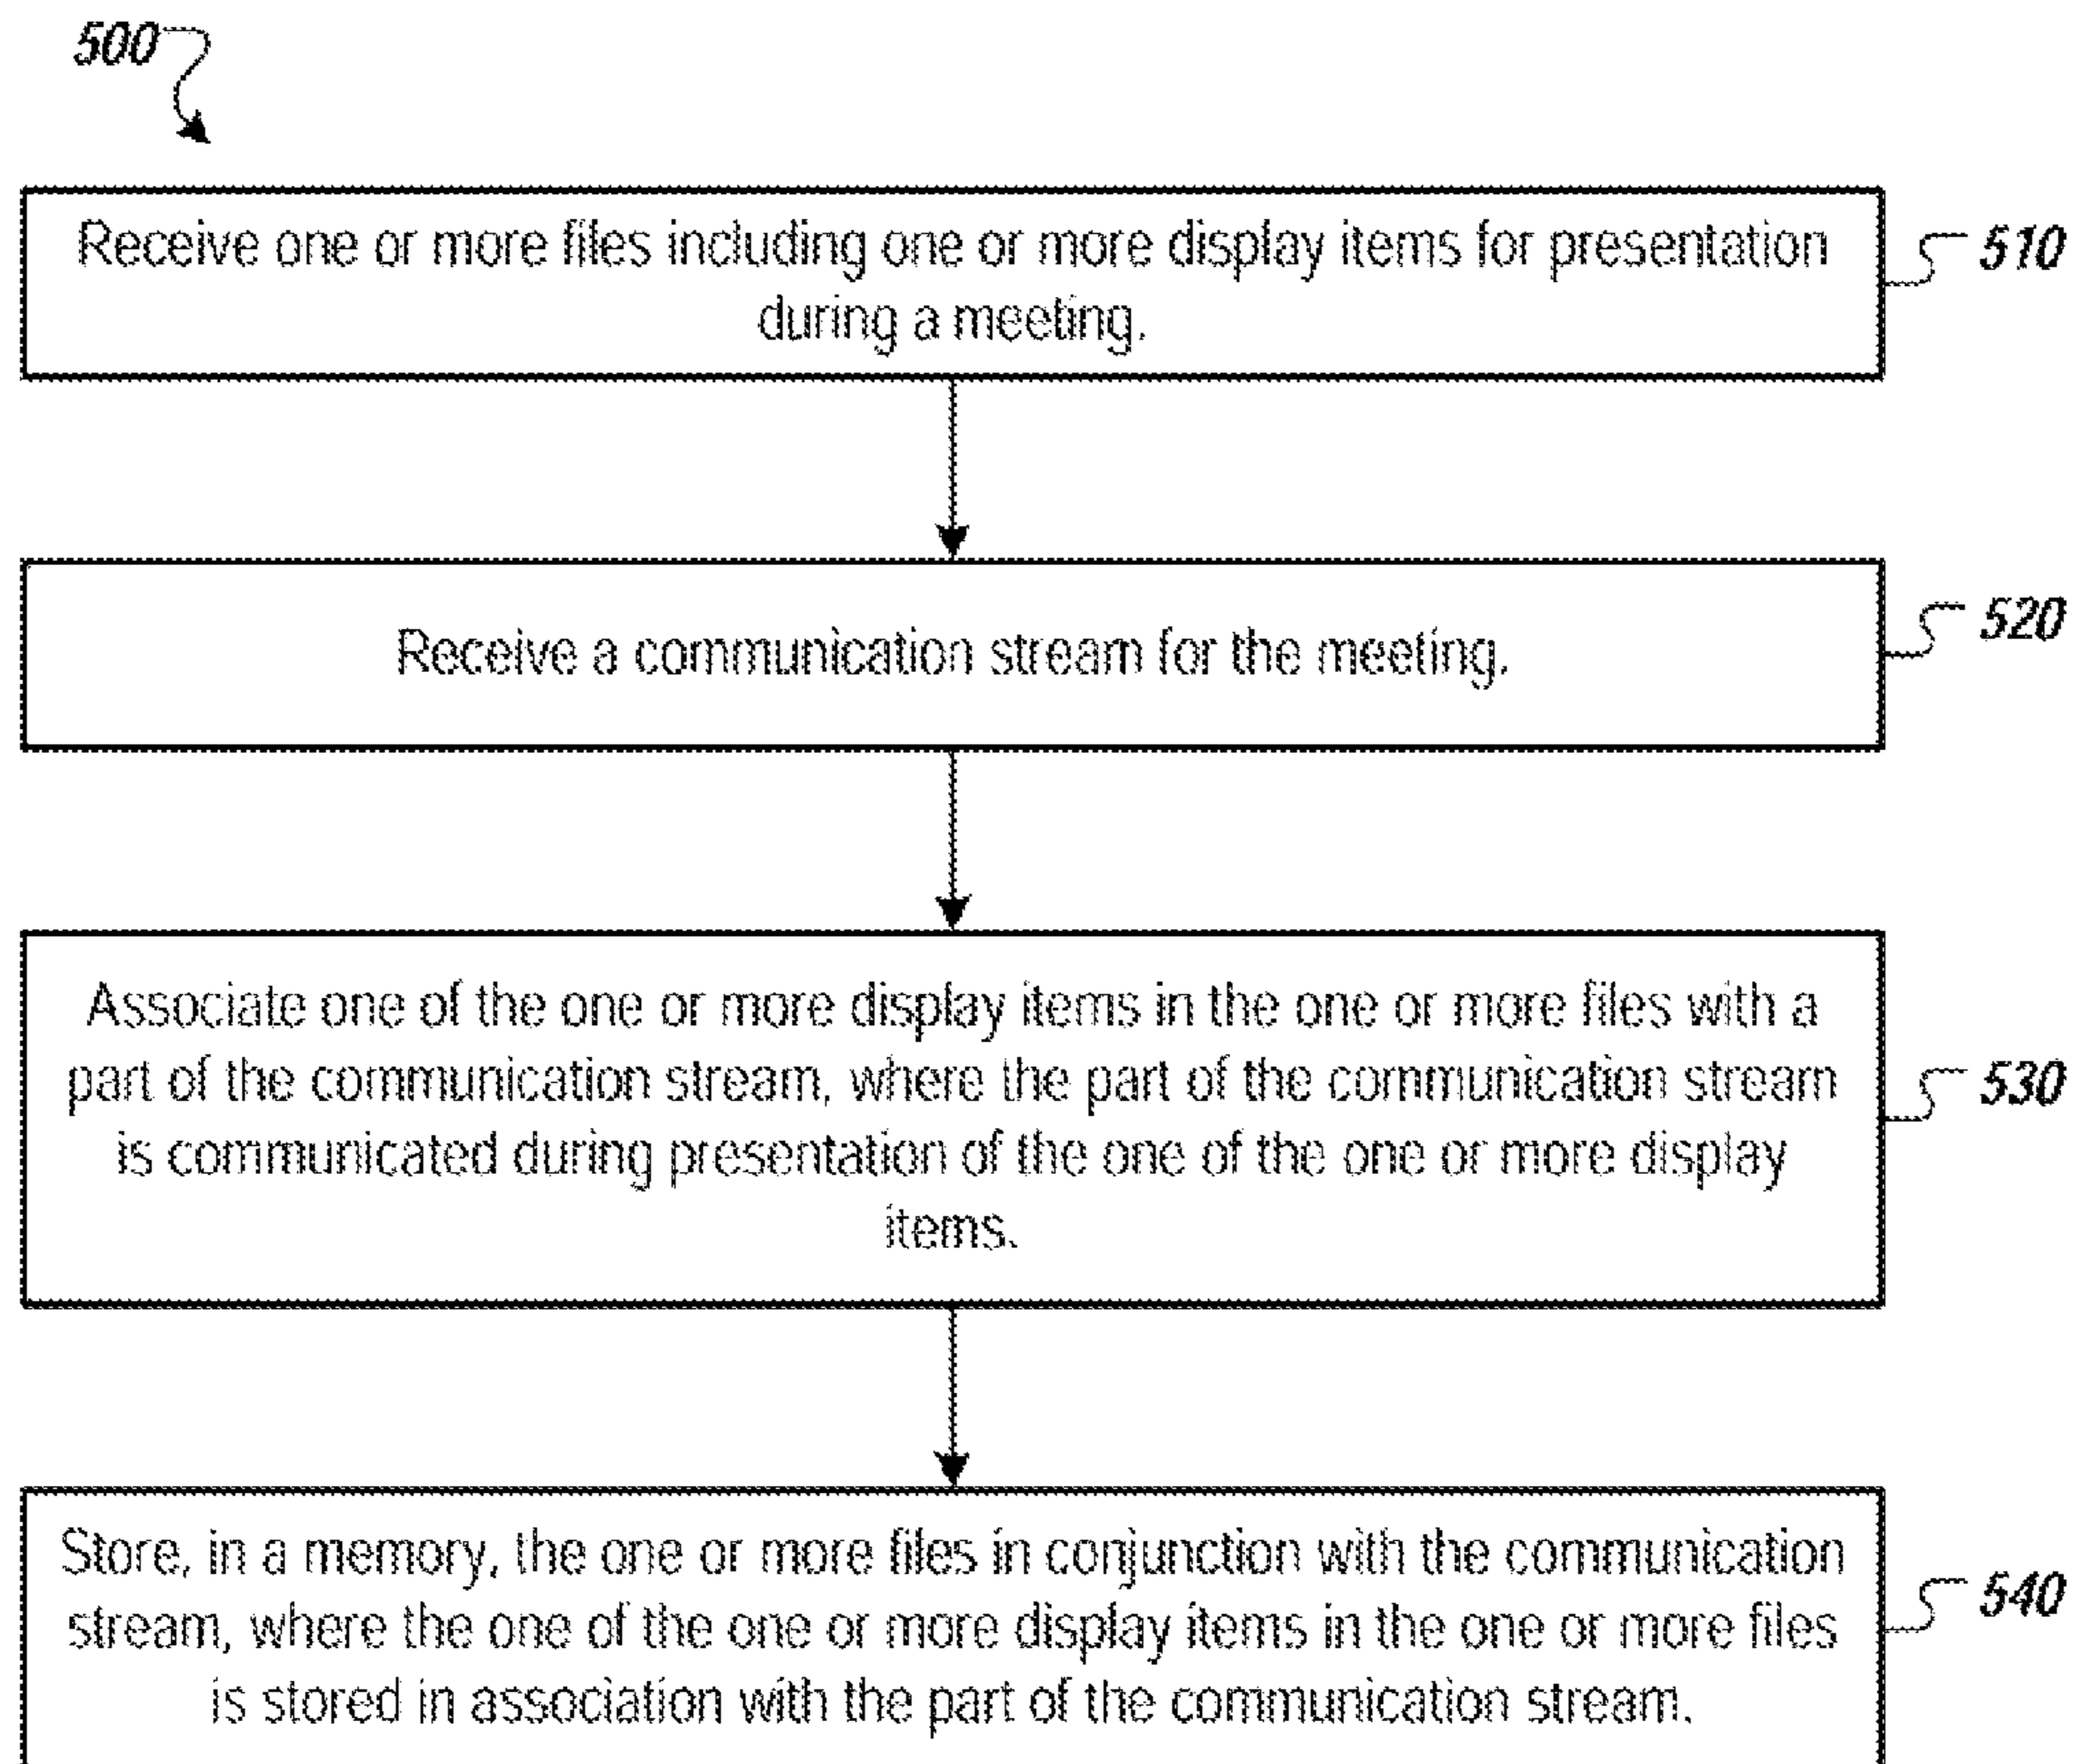 500
Receive one or more files including one or more display items for presentation
during a meeting.
510
Receive a communication stream for the meeting.
520
Associate one of the one or more display items in the one or more files with a
part of the communication stream, where the part of the communication stream
is communicated during presentation of the one of the one or more display
items.
530
Store, in a memory, the one or more files in conjunction with the communication
stream, where the one of the one or more display items in the one or more files
is stored in association with the part of the communication stream.
540